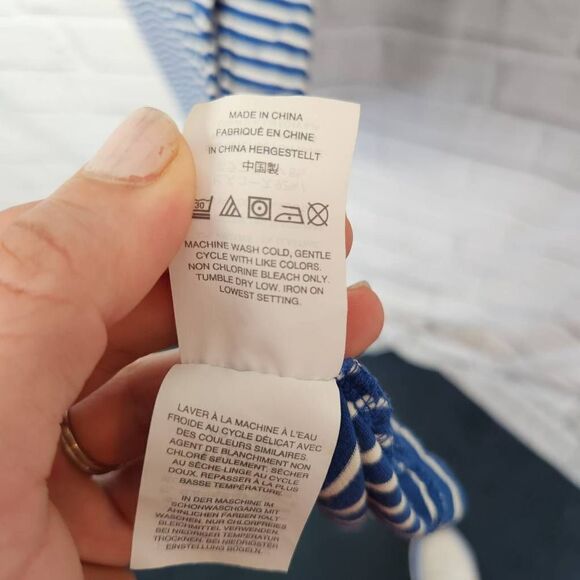 MADE IN CHINA
FABRIQUÉ EN CHINE
IN CHINA HERGESTELLT
中国製
30
MACHINE WASH COLD, GENTLE
CYCLE WITH LIKE COLORS.
NON CHLORINE BLEACH ONLY.
TUMBLE DRY LOW. IRON ON
LOWEST SETTING.
LAVER À LA MACHINE À L'EAU
FROIDE AU CYCLE DÉLICAT AVEC
DES COULEURS SIMILAIRES.
AGENT DE BLANCHIMENT NON
CHLORÉ SEULEMENT. SÉCHER
AU SÈCHE-LINGE AU CYCLE
DOUX. REPASSER À LA PLUS
BASSE TEMPÉRATURE.
IN DER MASCHINE IM
SCHONWASCHGANG MIT
ÄHNLICHEN FARBEN KALT
WASCHEN. NUR CHLORFREIES
BLEICHMITTEL VERWENDEN
BEI NIEDRIGER TEMPERATUR
TROCKNEN. BEI NIEDRIGSTER
EINSTELLUNG BÜGELN.